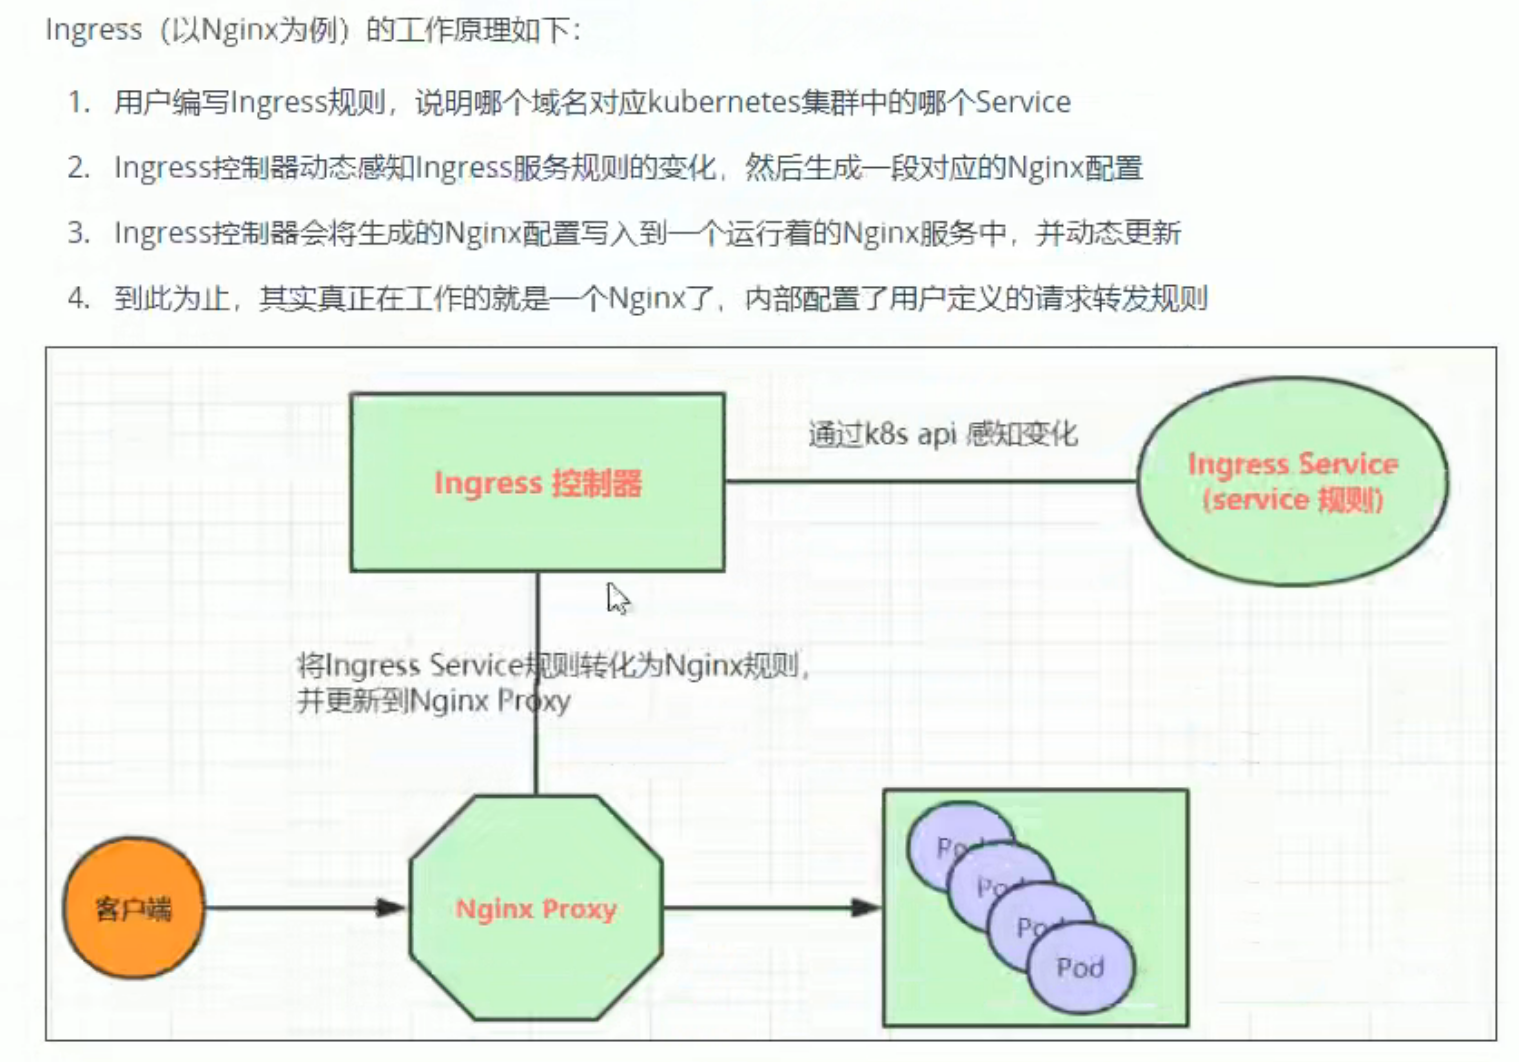 Ingress（以Nginx为例）的工作原理如下：
1. 用户编写Ingress规则，说明哪个域名对应kubernetes集群中的哪个Service
2. Ingress控制器动态感知Ingress服务规则的变化，然后生成一段对应的Nginx配置
3. Ingress控制器会将生成的Nginx配置写入到一个运行着的Nginx服务中，并动态更新
4. 到此为止，其实真正在工作的就是一个Nginx了，内部配置了用户定义的请求转发规则
Ingress 控制器
通过k8s api 感知变化
Ingress Service
(service 规则)
将Ingress Service规则转化为Nginx规则，
并更新到Nginx Proxy
客户端
Nginx Proxy
Pod
Pod
Pod
Pod